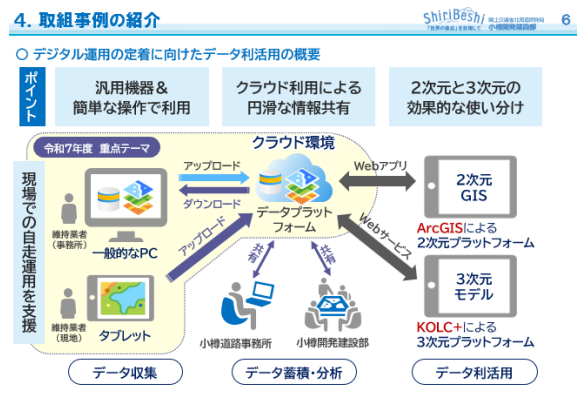 4. 取組事例の紹介
ShiriBeshi
国土交通省北海道開発局
「世界の後志」を目指して 小樽開発建設部
6
○ デジタル運用の定着に向けたデータ利活用の概要
ポイント
汎用機器&
簡単な操作で利用
クラウド利用による
円滑な情報共有
2次元と3次元の
効果的な使い分け
現場での自走運用を支援
令和7年度 重点テーマ
クラウド環境
アップロード
ダウンロード
Webアプリ
維持業者
(事務所)
一般的なPC
アップロード
データプラット
フォーム
Webサービス
2次元
GIS
ArcGISによる
2次元プラットフォーム
共有
共有
3次元
モデル
維持業者
(現地)
タブレット
小樽道路事務所
小樽開発建設部
KOLC+による
3次元プラットフォーム
データ収集
データ蓄積・分析
データ利活用